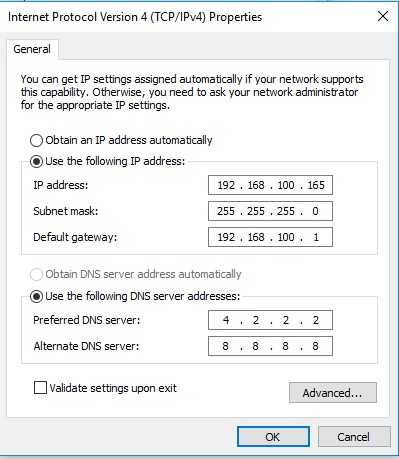 Internet Protocol Version 4 (TCP/IPv4) Properties
General
You can get IP settings assigned automatically if your network supports
this capability. Otherwise, you need to ask your network administrator
for the appropriate IP settings.
Obtain an IP address automatically
Use the following IP address:
IP address: 192 . 168 . 100 . 165
Subnet mask: 255 . 255 . 255 . 0
Default gateway: 192 . 168 . 100 . 1
Obtain DNS server address automatically
Use the following DNS server addresses:
Preferred DNS server: 4 . 2 . 2 . 2
Alternate DNS server: 8 . 8 . 8 . 8
Validate settings upon exit
Advanced...
OK Cancel